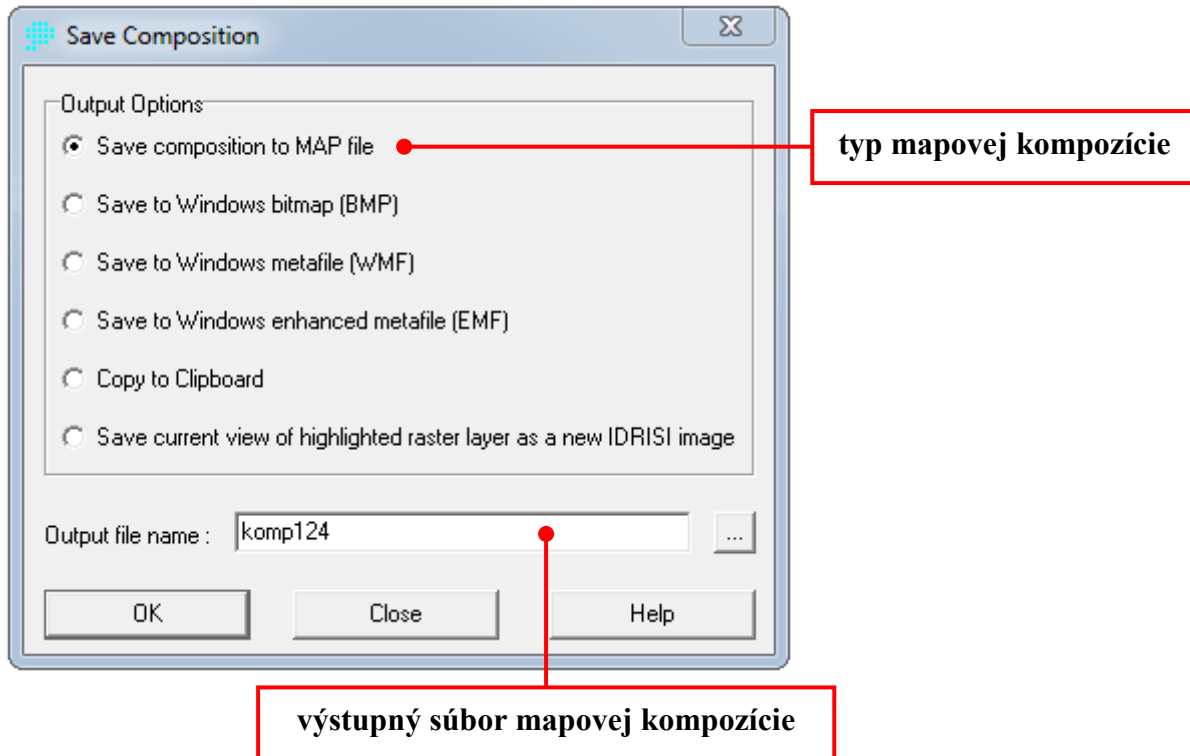 Save Composition
Output Options
Save composition to MAP file
typ mapovej kompozície
Save to Windows bitmap (BMP)
Save to Windows metafile (WMF)
Save to Windows enhanced metafile (EMF)
Copy to Clipboard
Save current view of highlighted raster layer as a new IDRISI image
Output file name :
komp124
...
OK
Close
Help
výstupný súbor mapovej kompozície